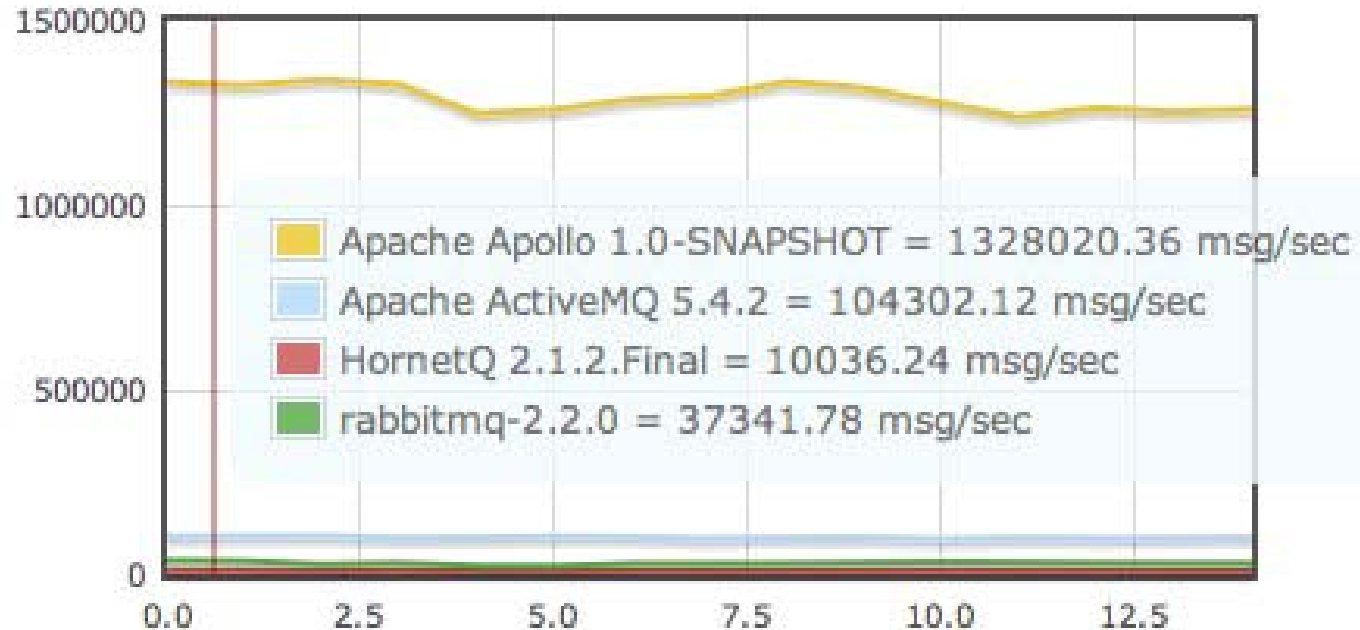 1500000
1000000
500000
0
Apache Apollo 1.0-SNAPSHOT = 1328020.36 msg/sec
Apache ActiveMQ 5.4.2 = 104302.12 msg/sec
HornetQ 2.1.2.Final = 10036.24 msg/sec
rabbitmq-2.2.0 = 37341.78 msg/sec
0.0 2.5 5.0 7.5 10.0 12.5